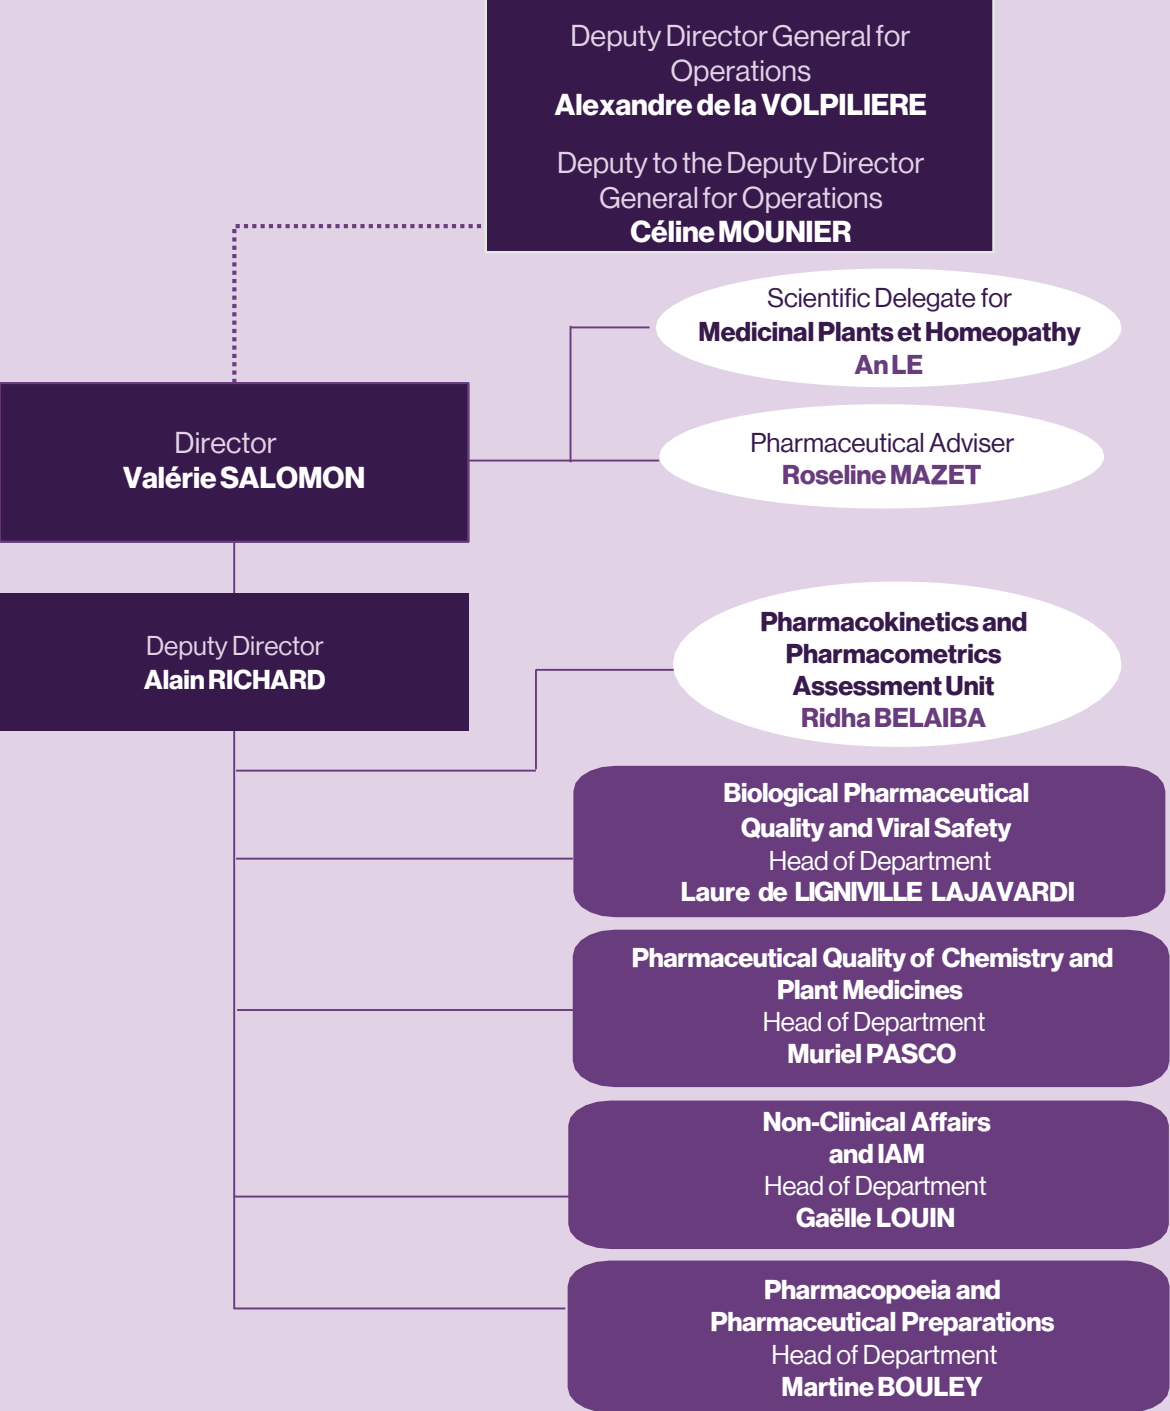 Deputy Director General for
Operations
Alexandre de la VOLPILIERE
Deputy to the Deputy Director
General for Operations
Céline MOUNIER
Scientific Delegate for
Medicinal Plants et Homeopathy
An LE
Director
Valérie SALOMON
Pharmaceutical Adviser
Roseline MAZET
Deputy Director
Alain RICHARD
Pharmacokinetics and
Pharmacometrics
Assessment Unit
Ridha BELAIBA
Biological Pharmaceutical
Quality and Viral Safety
Head of Department
Laure de LIGNIVILLE LAJAVARDI
Pharmaceutical Quality of Chemistry and
Plant Medicines
Head of Department
Muriel PASCO
Non-Clinical Affairs
and IAM
Head of Department
Gaëlle LOUIN
Pharmacopoeia and
Pharmaceutical Preparations
Head of Department
Martine BOULEY